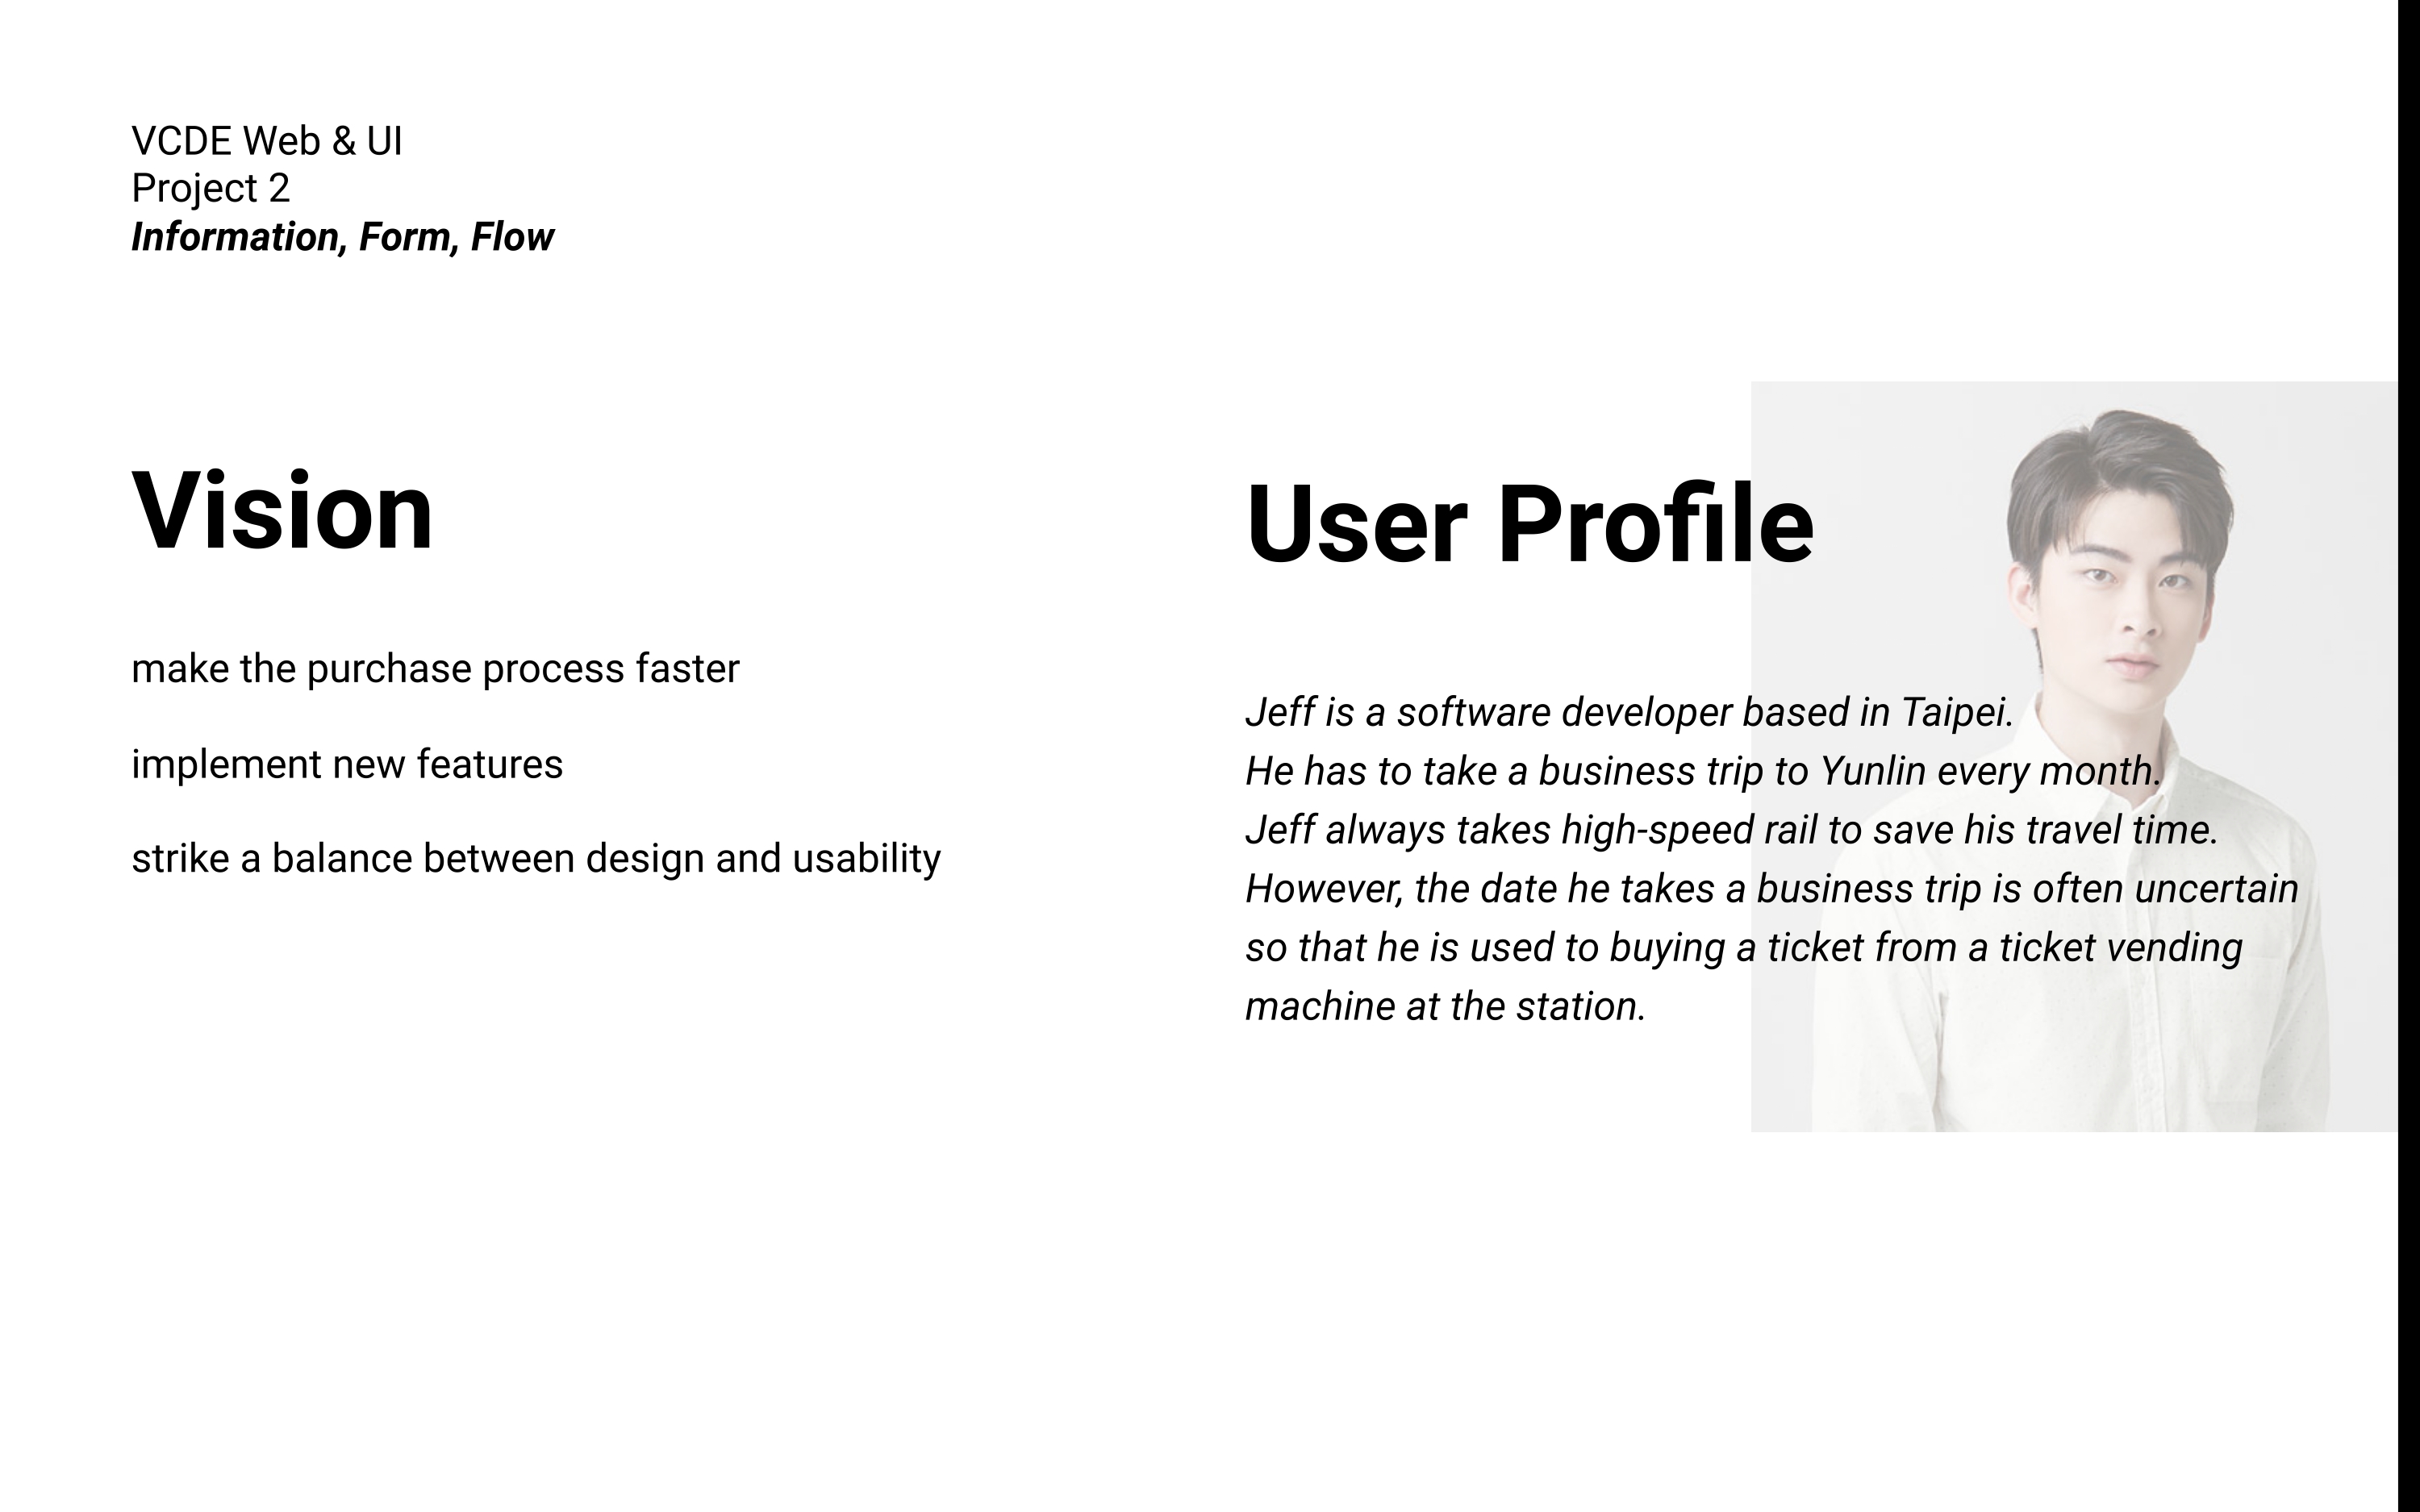 VCDE Web & UI
Project 2
Information, Form, Flow
Vision
make the purchase process faster
implement new features
strike a balance between design and usability
User Profile
Jeff is a software developer based in Taipei.
He has to take a business trip to Yunlin every month.
Jeff always takes high-speed rail to save his travel time.
However, the date he takes a business trip is often uncertain
so that he is used to buying a ticket from a ticket vending
machine at the station.